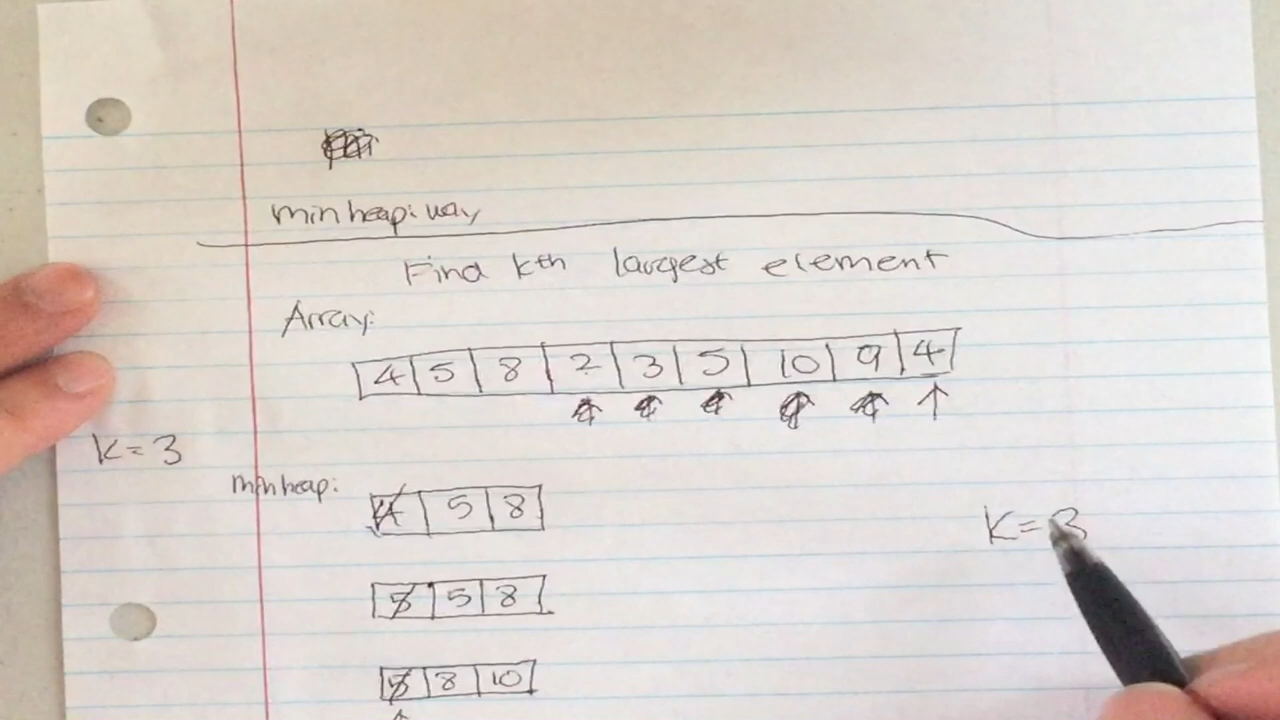 min heap: way
Find kth largest element
Array:
4 5 8 2 3 5 10 9 4
K=3
min heap:
4 5 8
K=3
5 5 8
5 8 10